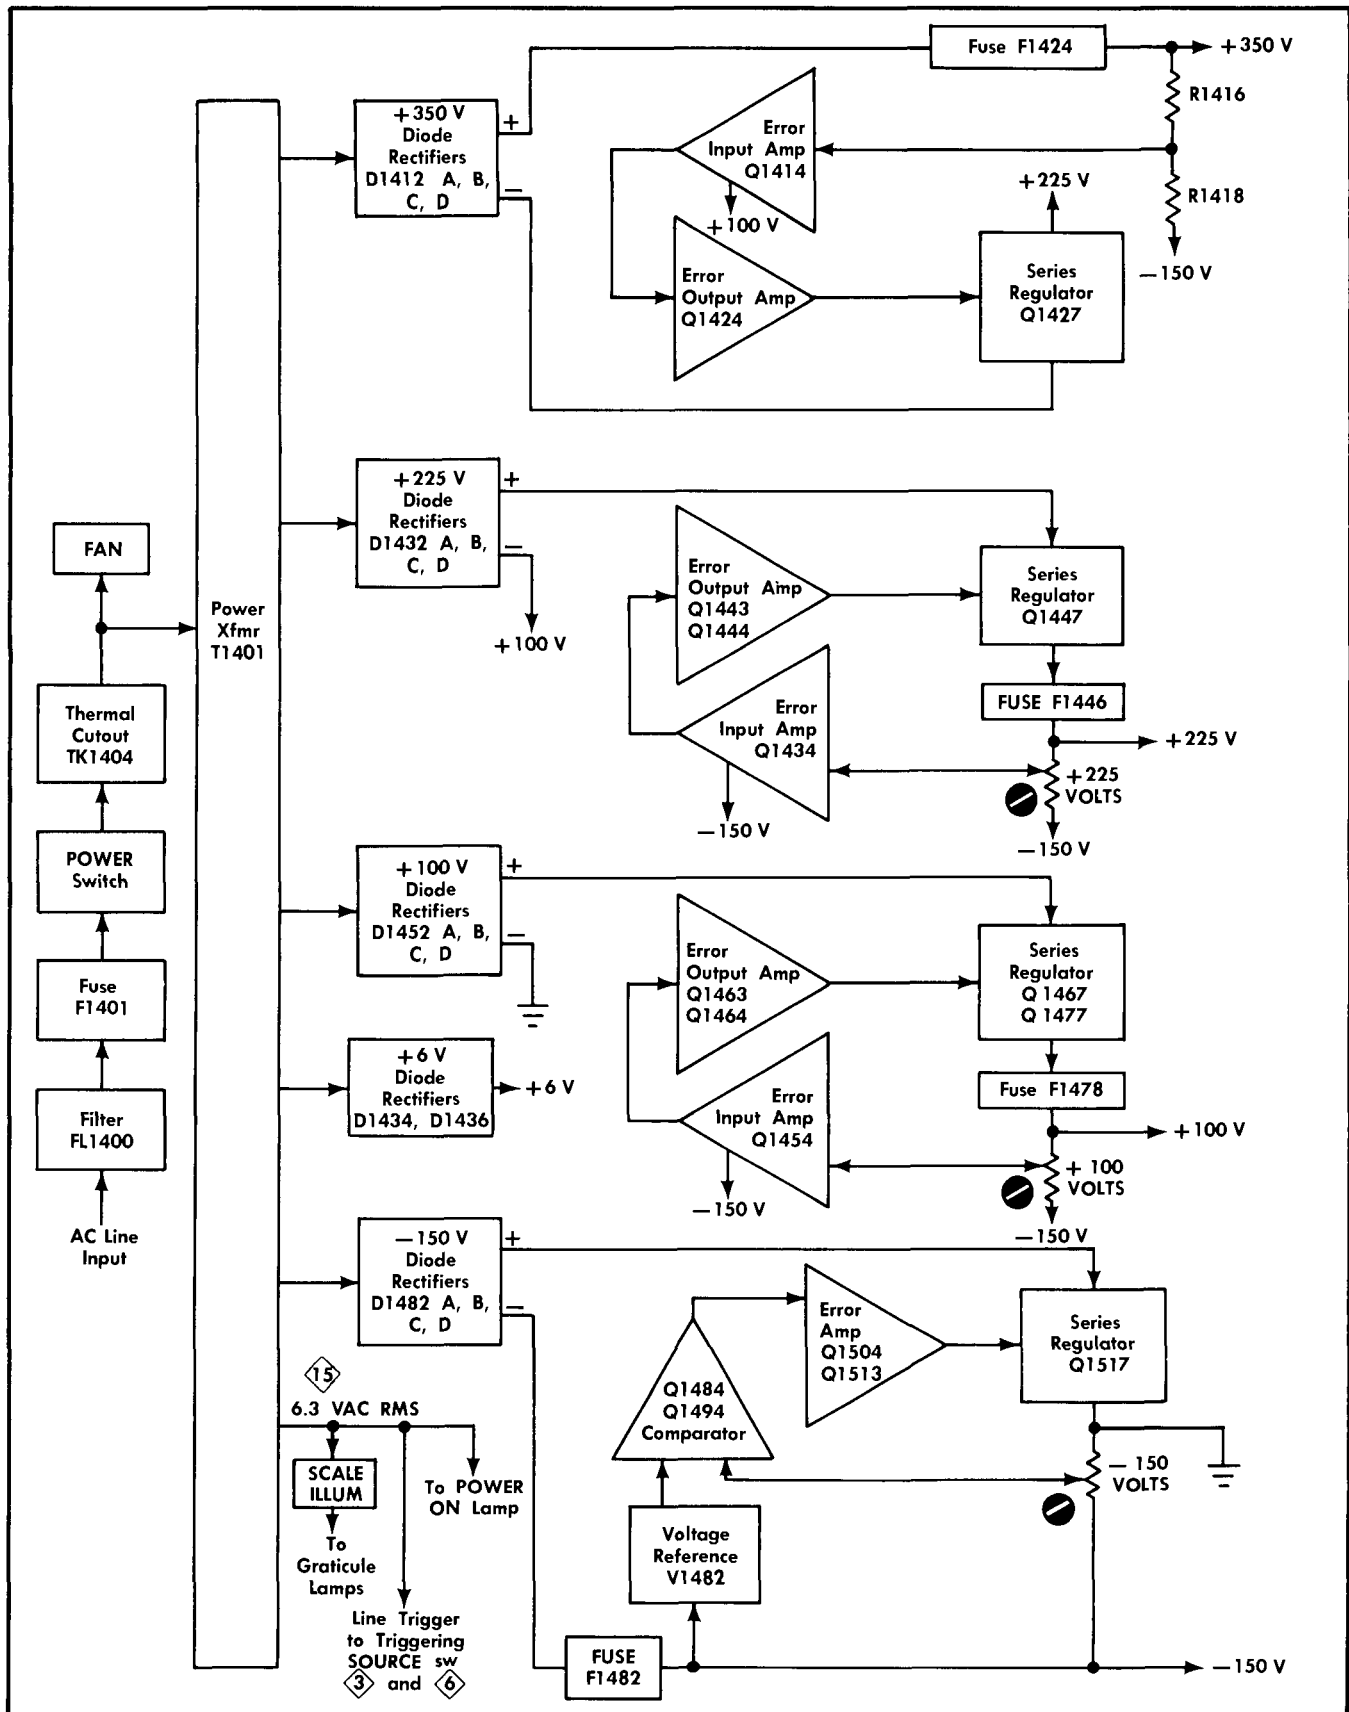 Fuse F1424
+350 V
R1416
R1418
−150 V
+350 V
Diode
Rectifiers
D1412 A, B,
C, D
+
−
Error
Input Amp
Q1414
+100 V
Error
Output Amp
Q1424
+225 V
Series
Regulator
Q1427
+225 V
Diode
Rectifiers
D1432 A, B,
C, D
+
−
+100 V
Error
Output Amp
Q1443
Q1444
Series
Regulator
Q1447
Error
Input Amp
Q1434
−150 V
FUSE F1446
+225 V
+225
VOLTS
−150 V
FAN
Power
Xfmr
T1401
Thermal
Cutout
TK1404
POWER
Switch
Fuse
F1401
Filter
FL1400
AC Line
Input
+100 V
Diode
Rectifiers
D1452 A, B,
C, D
+
−
Error
Output Amp
Q1463
Q1464
Series
Regulator
Q 1467
Q 1477
Error
Input Amp
Q1454
−150 V
Fuse F1478
+100 V
+ 100
VOLTS
−150 V
+6 V
Diode
Rectifiers
D1434, D1436
+6 V
−150 V
Diode
Rectifiers
D1482 A, B,
C, D
+
−
Error
Amp
Q1504
Q1513
Series
Regulator
Q1517
Q1484
Q1494
Comparator
− 150
VOLTS
Voltage
Reference
V1482
15
6.3 VAC RMS
SCALE
ILLUM
To
Graticule
Lamps
To POWER
ON Lamp
Line Trigger
to Triggering
SOURCE sw
3 and 6
FUSE
F1482
−150 V